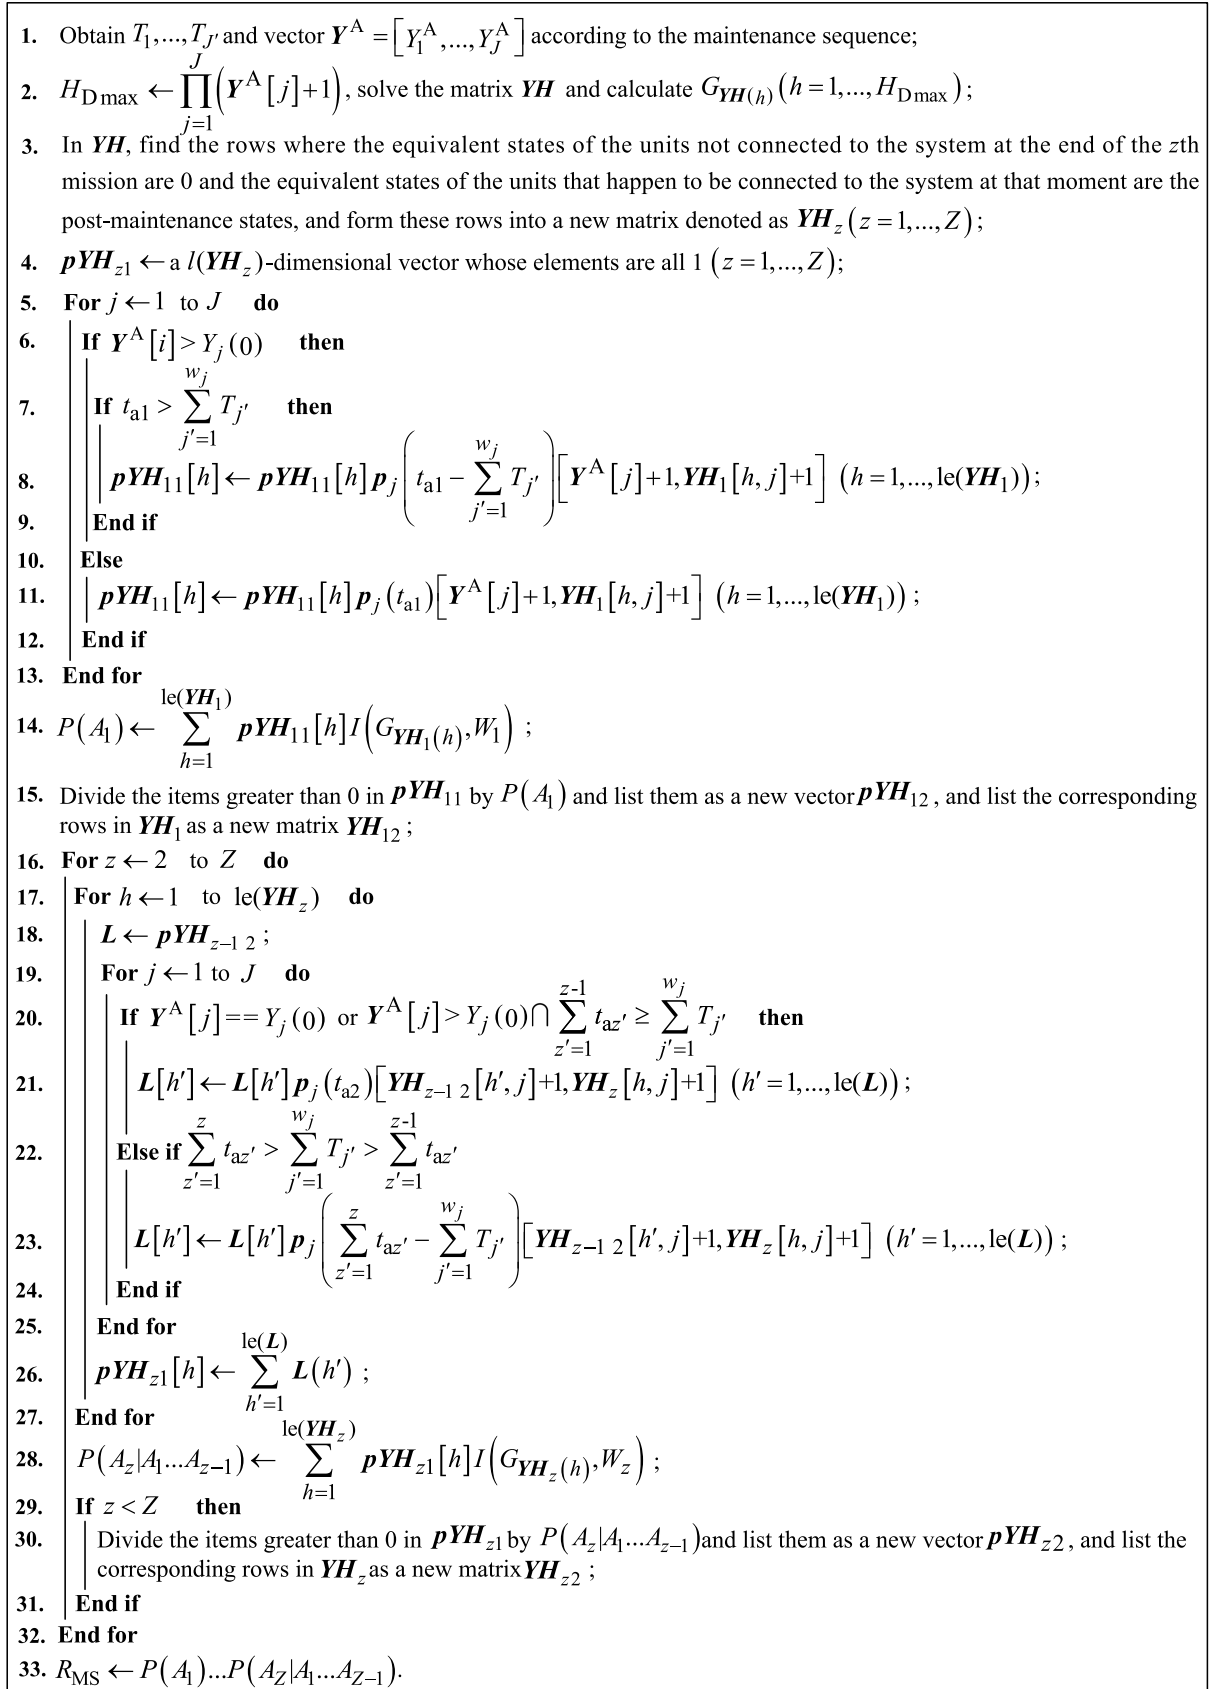 1. Obtain T_1,...,T_{J′} and vector Y^A = [Y_1^A,...,Y_J^A] according to the maintenance sequence;
2. H_{Dmax} ← ∏_{j=1}^{J} (Y^A[j]+1), solve the matrix YH and calculate G_{YH(h)} (h=1,...,H_{Dmax});
3. In YH, find the rows where the equivalent states of the units not connected to the system at the end of the zth
mission are 0 and the equivalent states of the units that happen to be connected to the system at that moment are the
post-maintenance states, and form these rows into a new matrix denoted as YH_z (z=1,...,Z);
4. pYH_{z1} ← a l(YH_z)-dimensional vector whose elements are all 1 (z=1,...,Z);
5. For j ← 1 to J do
6. If Y^A[i] > Y_j(0) then
7. If t_{a1} > ∑_{j′=1}^{w_j} T_{j′} then
8. pYH_{11}[h] ← pYH_{11}[h] p_j (t_{a1} − ∑_{j′=1}^{w_j} T_{j′}) [Y^A[j]+1, YH_1[h,j]+1] (h=1,...,le(YH_1));
9. End if
10. Else
11. pYH_{11}[h] ← pYH_{11}[h] p_j(t_{a1}) [Y^A[j]+1, YH_1[h,j]+1] (h=1,...,le(YH_1));
12. End if
13. End for
14. P(A_1) ← ∑_{h=1}^{le(YH_1)} pYH_{11}[h] I(G_{YH_1(h)}, W_1) ;
15. Divide the items greater than 0 in pYH_{11} by P(A_1) and list them as a new vector pYH_{12}, and list the corresponding
rows in YH_1 as a new matrix YH_{12} ;
16. For z ← 2 to Z do
17. For h ← 1 to le(YH_z) do
18. L ← pYH_{z−1 2} ;
19. For j ← 1 to J do
20. If Y^A[j] == Y_j(0) or Y^A[j] > Y_j(0) ∩ ∑_{z′=1}^{z-1} t_{az′} ≥ ∑_{j′=1}^{w_j} T_{j′} then
21. L[h′] ← L[h′] p_j(t_{a2}) [YH_{z−1 2}[h′,j]+1, YH_z[h,j]+1] (h′=1,...,le(L)) ;
22. Else if ∑_{z′=1}^{z} t_{az′} > ∑_{j′=1}^{w_j} T_{j′} > ∑_{z′=1}^{z-1} t_{az′}
23. L[h′] ← L[h′] p_j (∑_{z′=1}^{z} t_{az′} − ∑_{j′=1}^{w_j} T_{j′}) [YH_{z−1 2}[h′,j]+1, YH_z[h,j]+1] (h′=1,...,le(L)) ;
24. End if
25. End for
26. pYH_{z1}[h] ← ∑_{h′=1}^{le(L)} L(h′) ;
27. End for
28. P(A_z|A_1...A_{z−1}) ← ∑_{h=1}^{le(YH_z)} pYH_{z1}[h] I(G_{YH_z(h)}, W_z) ;
29. If z < Z then
30. Divide the items greater than 0 in pYH_{z1} by P(A_z|A_1...A_{z−1}) and list them as a new vector pYH_{z2}, and list the
corresponding rows in YH_z as a new matrix YH_{z2} ;
31. End if
32. End for
33. R_{MS} ← P(A_1)...P(A_Z|A_1...A_{Z−1}).